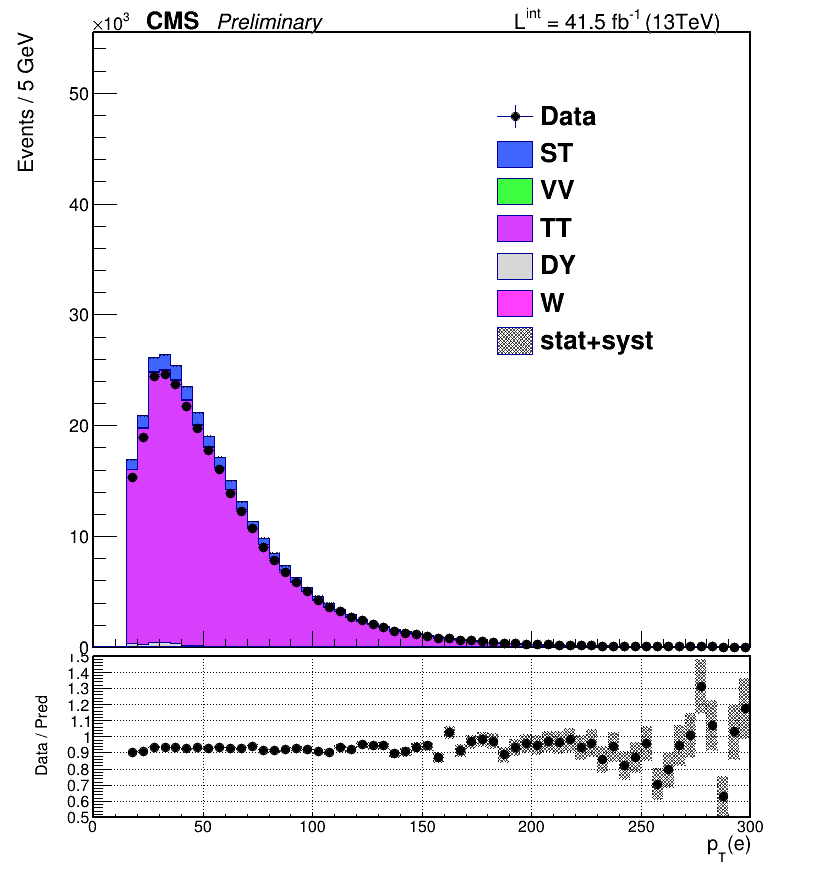 ×10³ CMS Preliminary L^int = 41.5 fb⁻¹ (13TeV)
Events / 5 GeV
50
40
30
20
10
0
Data
ST
VV
TT
DY
W
stat+syst
Data / Pred
1.5
1.4
1.3
1.2
1.1
1
0.9
0.8
0.7
0.6
0.5
0 50 100 150 200 250 300
p_T(e)